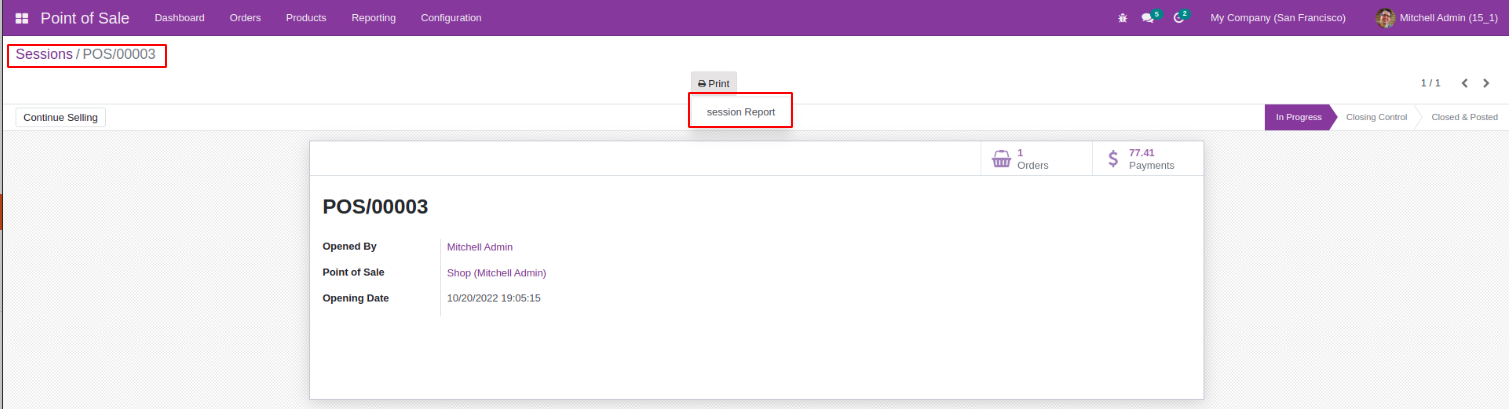 Point of Sale Dashboard Orders Products Reporting Configuration 5 2 My Company (San Francisco) Mitchell Admin (15_1)
Sessions / POS/00003
Print 1 / 1
session Report
Continue Selling In Progress Closing Control Closed & Posted
1 Orders 77.41 Payments
POS/00003
Opened By Mitchell Admin
Point of Sale Shop (Mitchell Admin)
Opening Date 10/20/2022 19:05:15